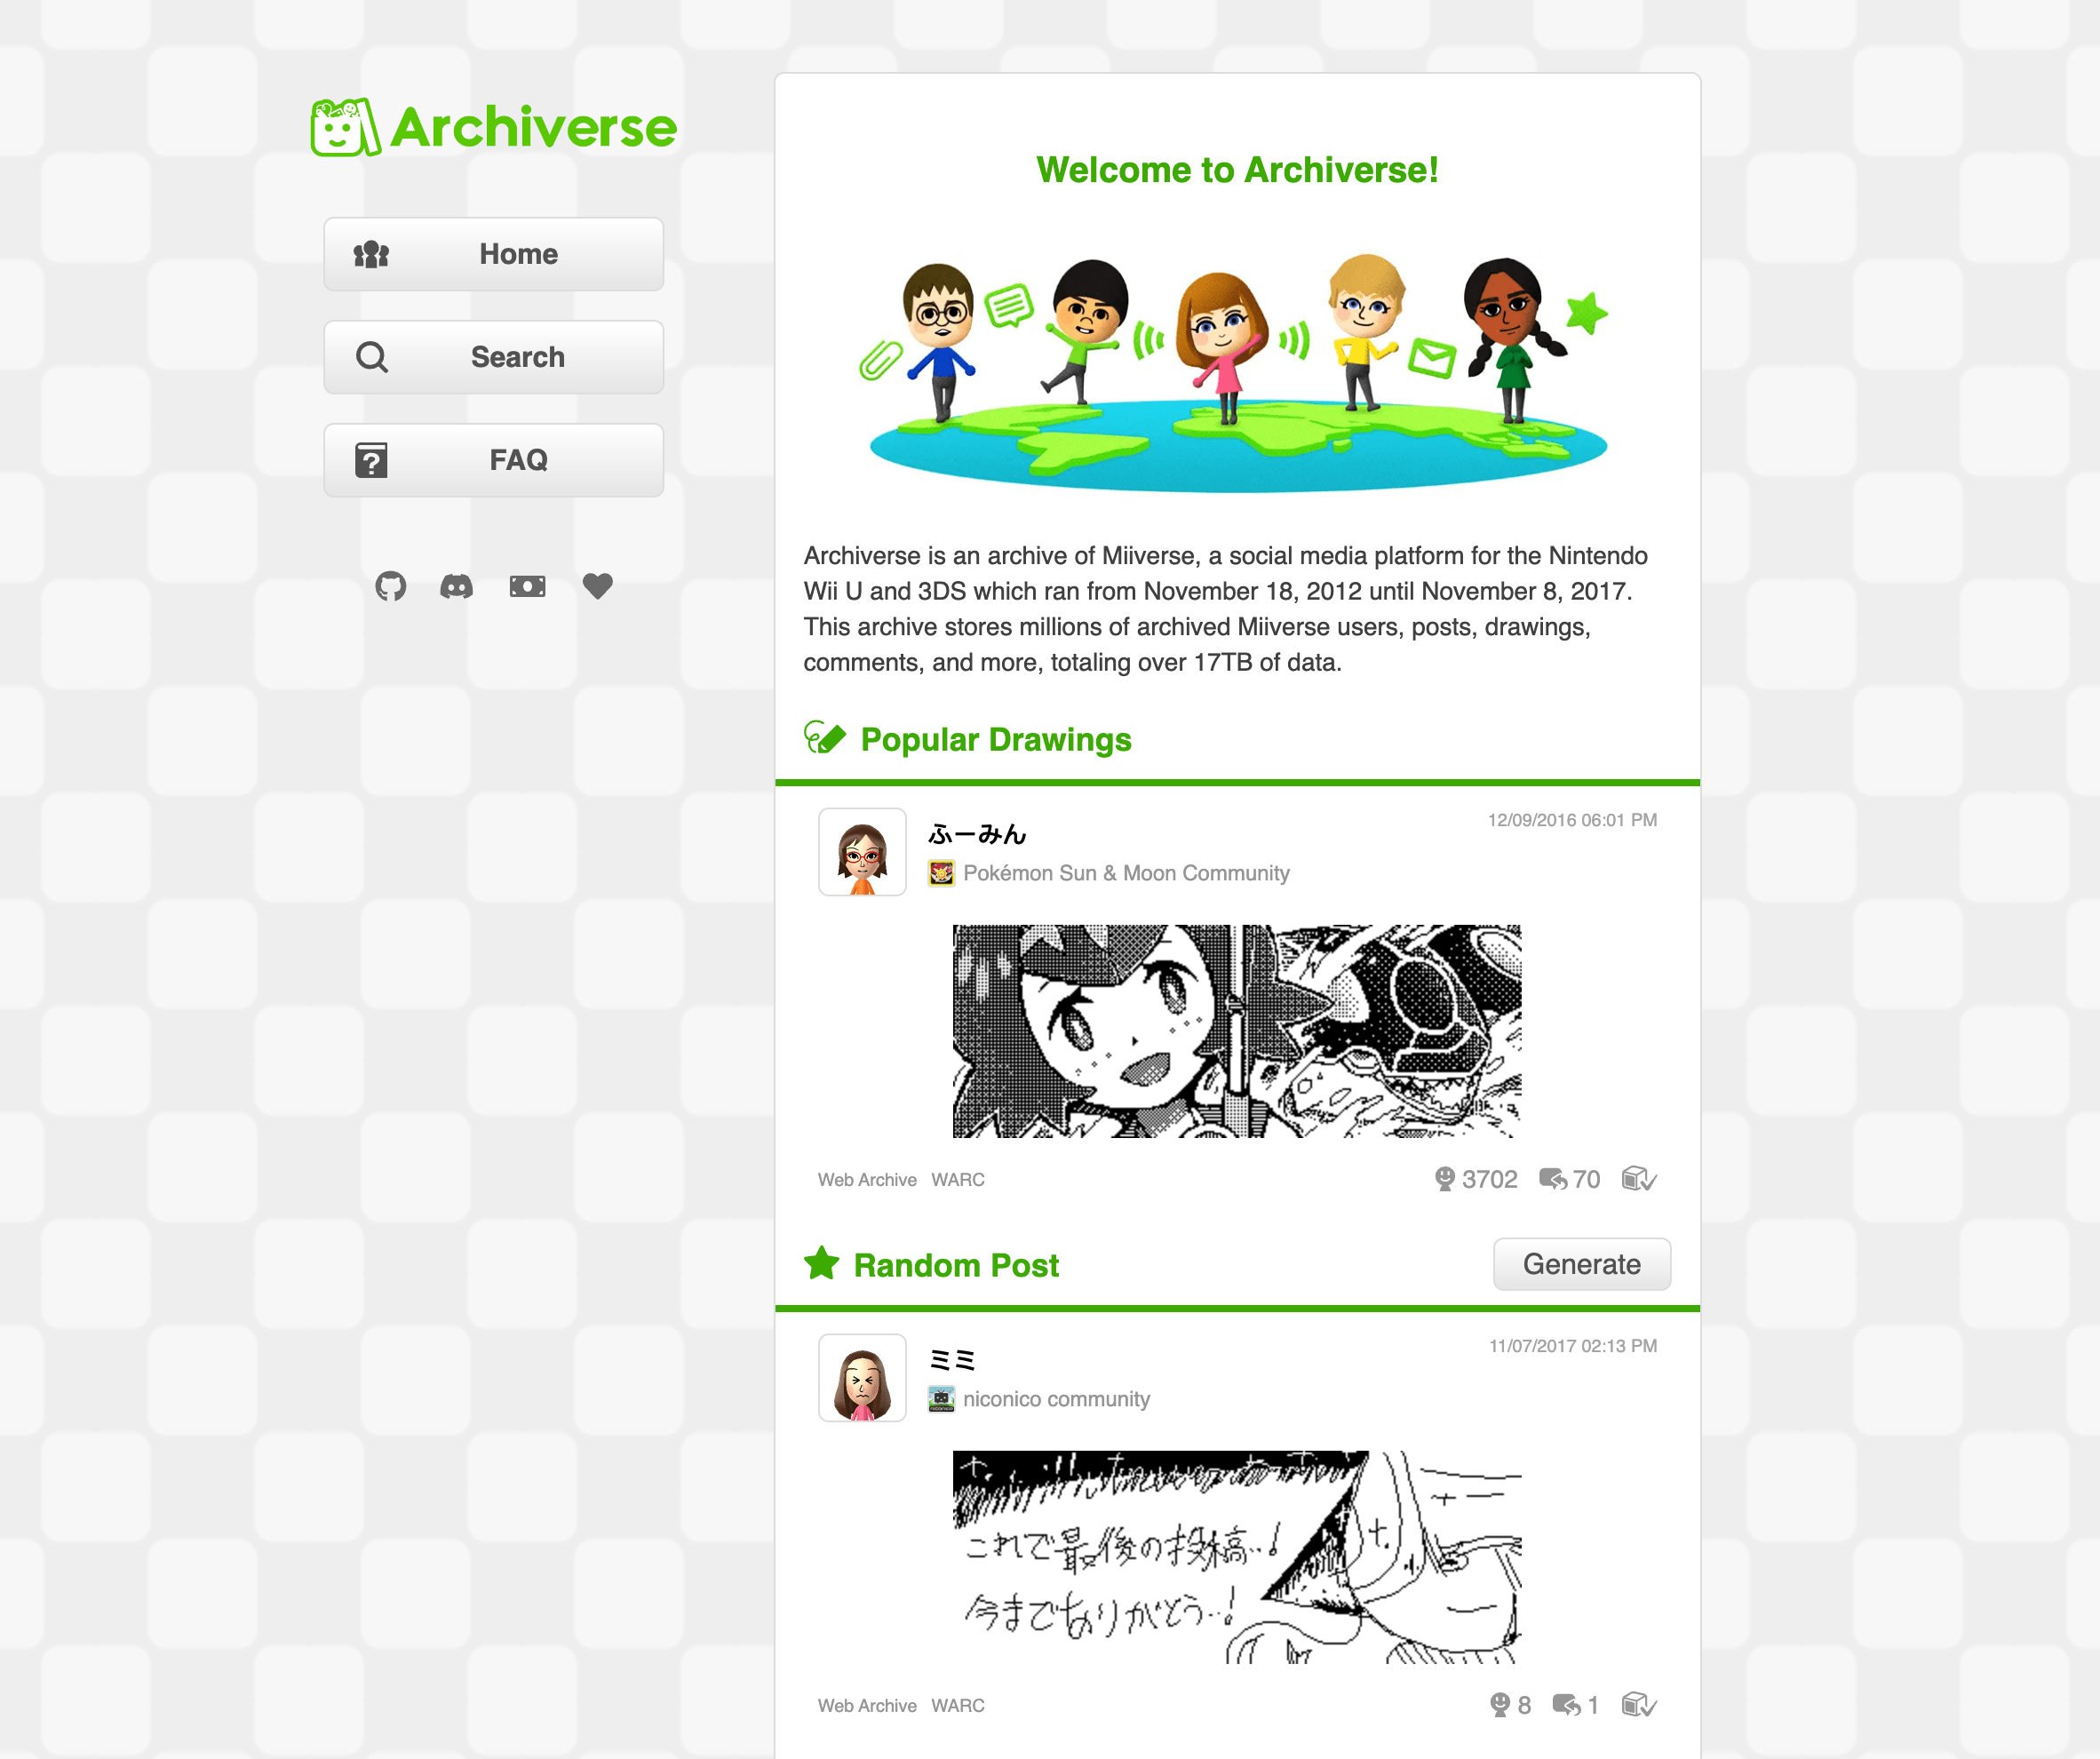 Archiverse
Home
Search
FAQ
Welcome to Archiverse!
Archiverse is an archive of Miiverse, a social media platform for the Nintendo
Wii U and 3DS which ran from November 18, 2012 until November 8, 2017.
This archive stores millions of archived Miiverse users, posts, drawings,
comments, and more, totaling over 17TB of data.
Popular Drawings
ふーみん
12/09/2016 06:01 PM
Pokémon Sun & Moon Community
Web Archive WARC
3702 70
Random Post
Generate
ミミ
11/07/2017 02:13 PM
niconico community
これで最後の投稿..!
今までありがとう..!
Web Archive WARC
8 1